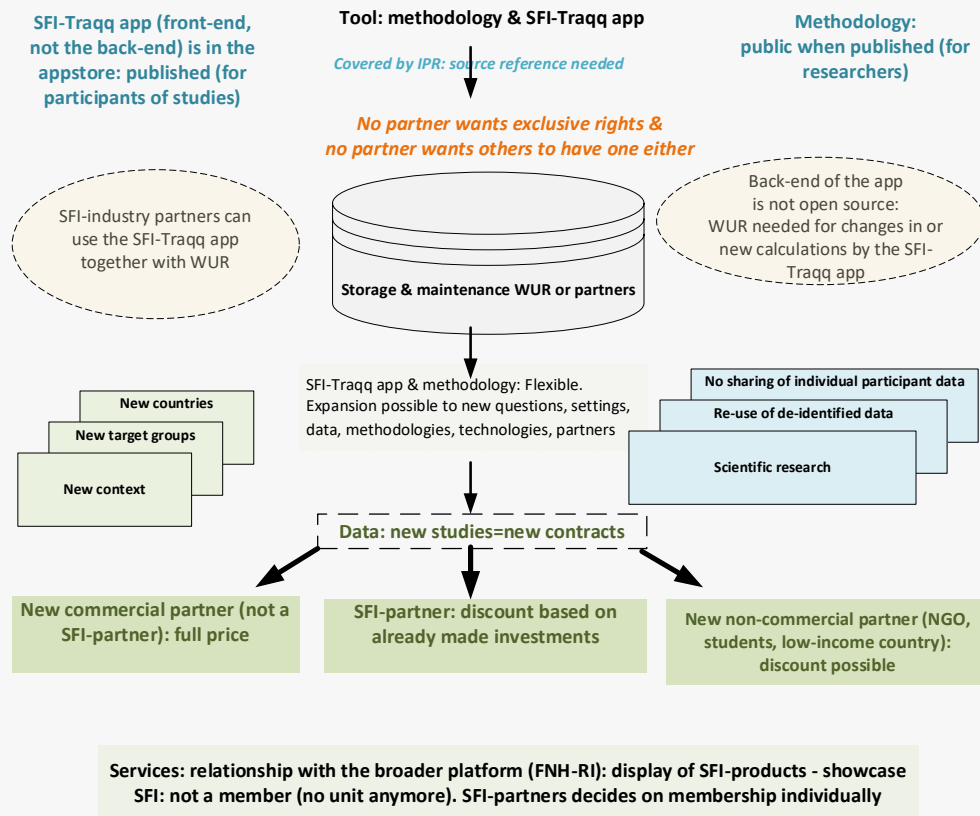 SFI-Traqq app (front-end,
not the back-end) is in the
appstore: published (for
participants of studies)
Tool: methodology & SFI-Traqq app
Covered by IPR: source reference needed
Methodology:
public when published (for
researchers)
No partner wants exclusive rights &
no partner wants others to have one either
SFI-industry partners can
use the SFI-Traqq app
together with WUR
Storage & maintenance WUR or partners
Back-end of the app
is not open source:
WUR needed for changes in or
new calculations by the SFI-
Traqq app
New countries
New target groups
New context
SFI-Traqq app & methodology: Flexible.
Expansion possible to new questions, settings,
data, methodologies, technologies, partners
No sharing of individual participant data
Re-use of de-identified data
Scientific research
Data: new studies=new contracts
New commercial partner (not a
SFI-partner): full price
SFI-partner: discount based on
already made investments
New non-commercial partner (NGO,
students, low-income country):
discount possible
Services: relationship with the broader platform (FNH-RI): display of SFI-products - showcase
SFI: not a member (no unit anymore). SFI-partners decides on membership individually